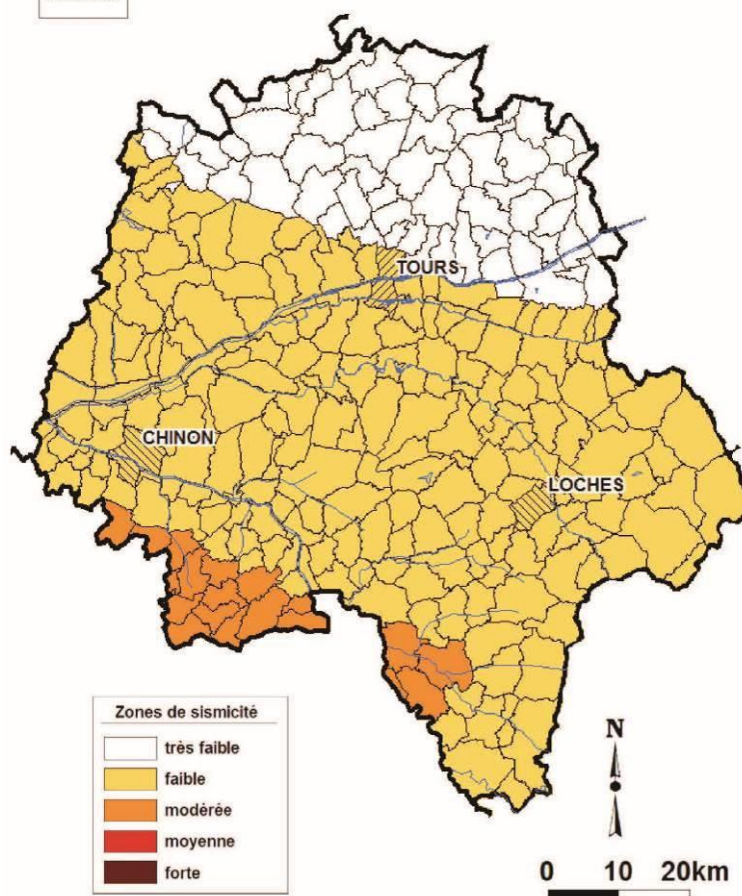 TOURS
CHINON
LOCHES
Zones de sismicité
très faible
faible
modérée
moyenne
forte
N
0 10 20km